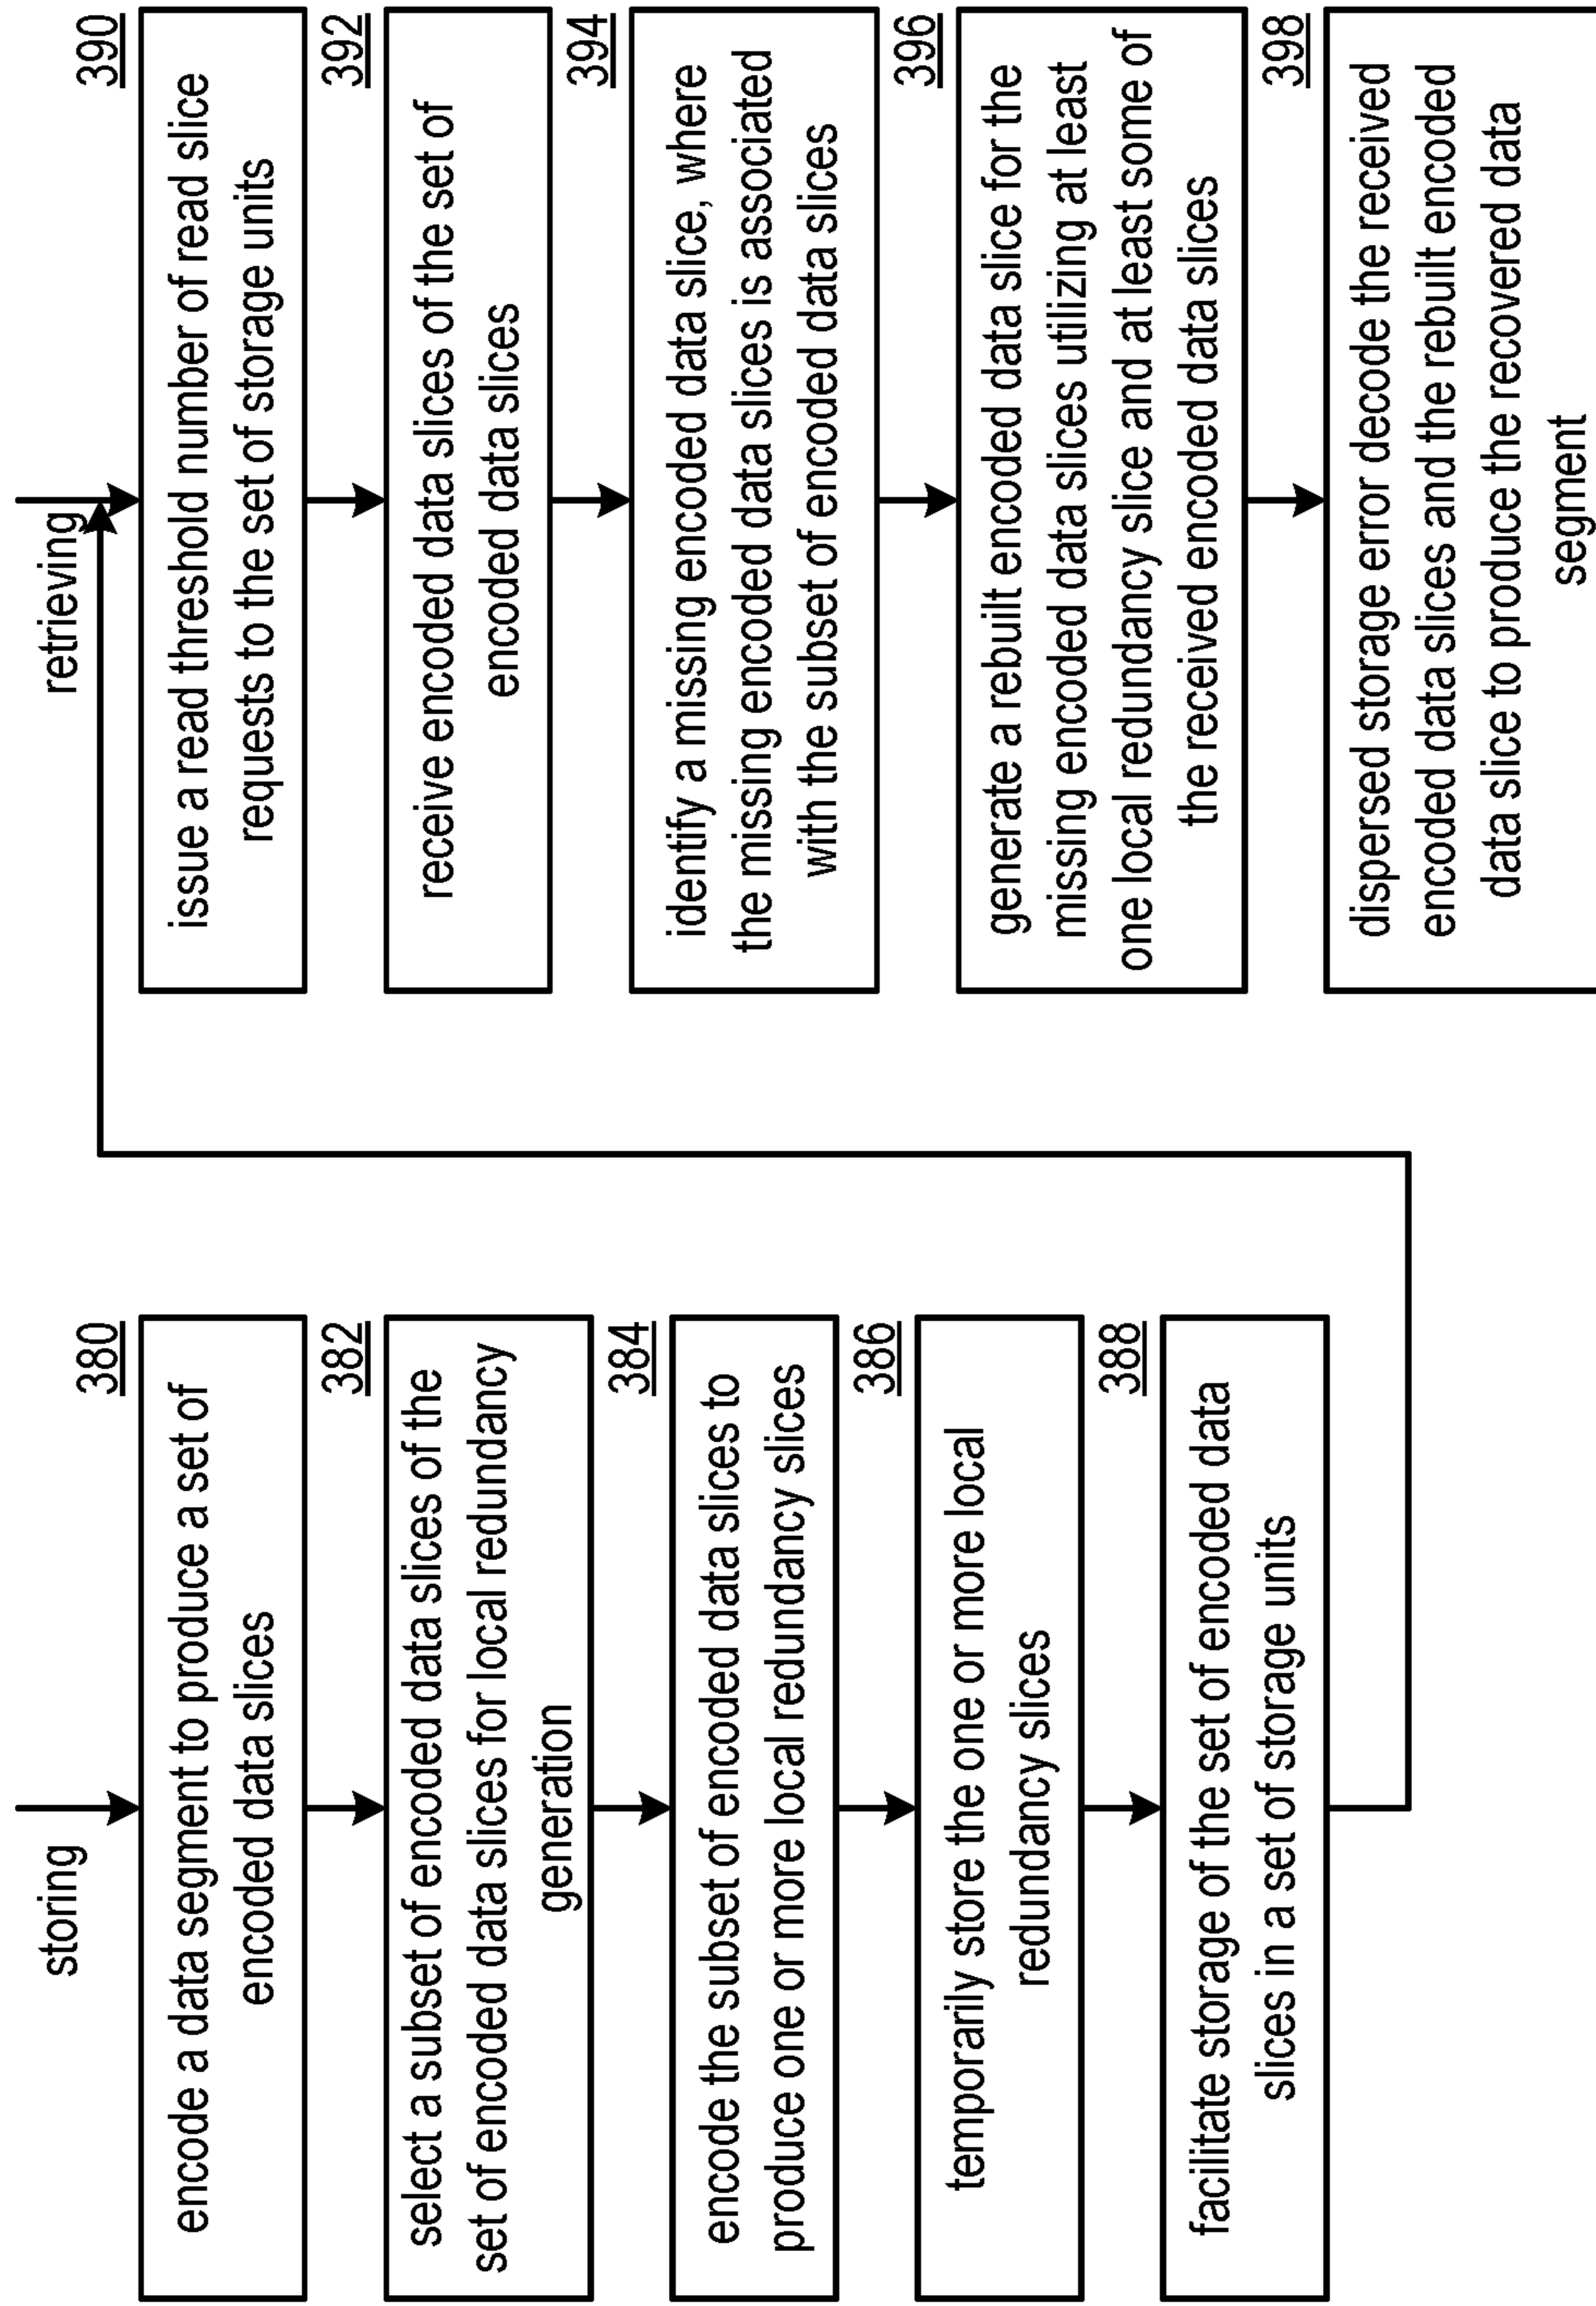 storing
380
encode a data segment to produce a set of
encoded data slices
382
select a subset of encoded data slices of the
set of encoded data slices for local redundancy
generation
384
encode the subset of encoded data slices to
produce one or more local redundancy slices
386
temporarily store the one or more local
redundancy slices
388
facilitate storage of the set of encoded data
slices in a set of storage units
retrieving
390
issue a read threshold number of read slice
requests to the set of storage units
392
receive encoded data slices of the set of
encoded data slices
394
identify a missing encoded data slice, where
the missing encoded data slices is associated
with the subset of encoded data slices
396
generate a rebuilt encoded data slice for the
missing encoded data slices utilizing at least
one local redundancy slice and at least some of
the received encoded data slices
398
dispersed storage error decode the received
encoded data slices and the rebuilt encoded
data slice to produce the recovered data
segment